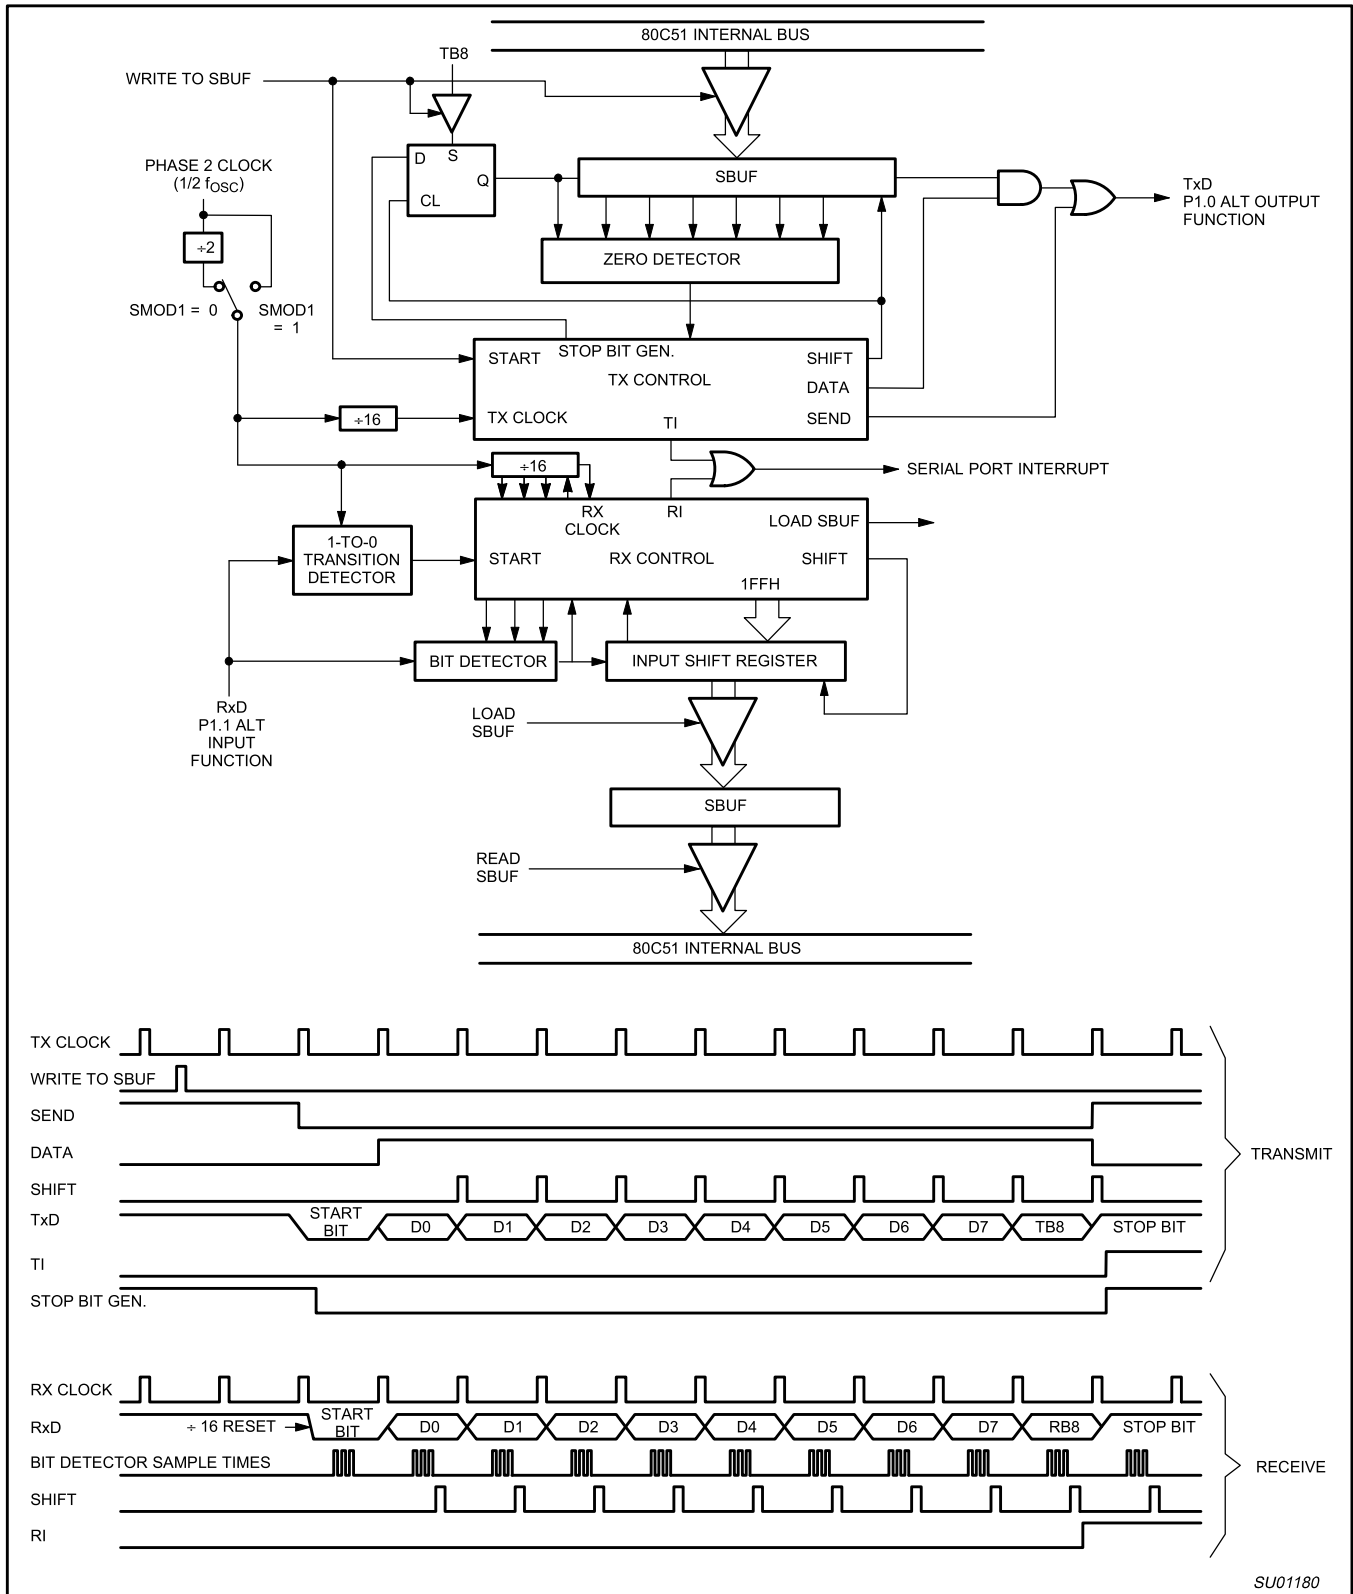 80C51 INTERNAL BUS
TB8
WRITE TO SBUF
PHASE 2 CLOCK
(1/2 fOSC)
D
S
Q
CL
SBUF
TxD
P1.0 ALT OUTPUT
FUNCTION
÷2
ZERO DETECTOR
SMOD1 = 0
SMOD1
= 1
STOP BIT GEN.
START
SHIFT
TX CONTROL
DATA
÷16
TX CLOCK
TI
SEND
÷16
SERIAL PORT INTERRUPT
RX
CLOCK
RI
LOAD SBUF
1-TO-0
TRANSITION
DETECTOR
START
RX CONTROL
SHIFT
1FFH
BIT DETECTOR
INPUT SHIFT REGISTER
RxD
P1.1 ALT
INPUT
FUNCTION
LOAD
SBUF
SBUF
READ
SBUF
80C51 INTERNAL BUS
TX CLOCK
WRITE TO SBUF
SEND
DATA
TRANSMIT
SHIFT
TxD
START
BIT
D0
D1
D2
D3
D4
D5
D6
D7
TB8
STOP BIT
TI
STOP BIT GEN.
RX CLOCK
RxD
÷ 16 RESET
START
BIT
D0
D1
D2
D3
D4
D5
D6
D7
RB8
STOP BIT
BIT DETECTOR SAMPLE TIMES
RECEIVE
SHIFT
RI
SU01180